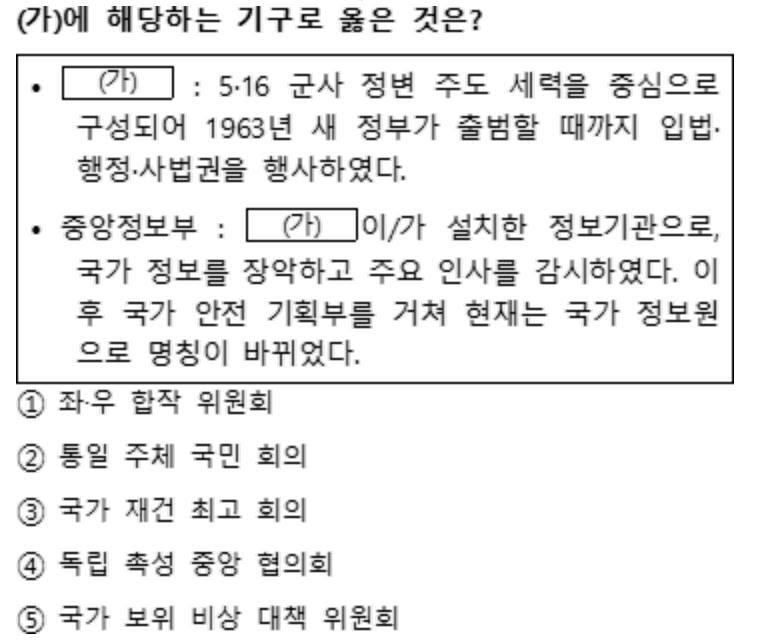 (가)에 해당하는 기구로 옳은 것은?
• (가) : 5·16 군사 정변 주도 세력을 중심으로
구성되어 1963년 새 정부가 출범할 때까지 입법·
행정·사법권을 행사하였다.
• 중앙정보부 : (가) 이/가 설치한 정보기관으로,
국가 정보를 장악하고 주요 인사를 감시하였다. 이
후 국가 안전 기획부를 거쳐 현재는 국가 정보원
으로 명칭이 바뀌었다.
① 좌·우 합작 위원회
② 통일 주체 국민 회의
③ 국가 재건 최고 회의
④ 독립 촉성 중앙 협의회
⑤ 국가 보위 비상 대책 위원회